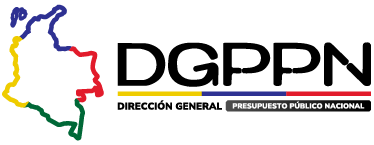 DGPPN
DIRECCIÓN GENERAL PRESUPUESTO PÚBLICO NACIONAL